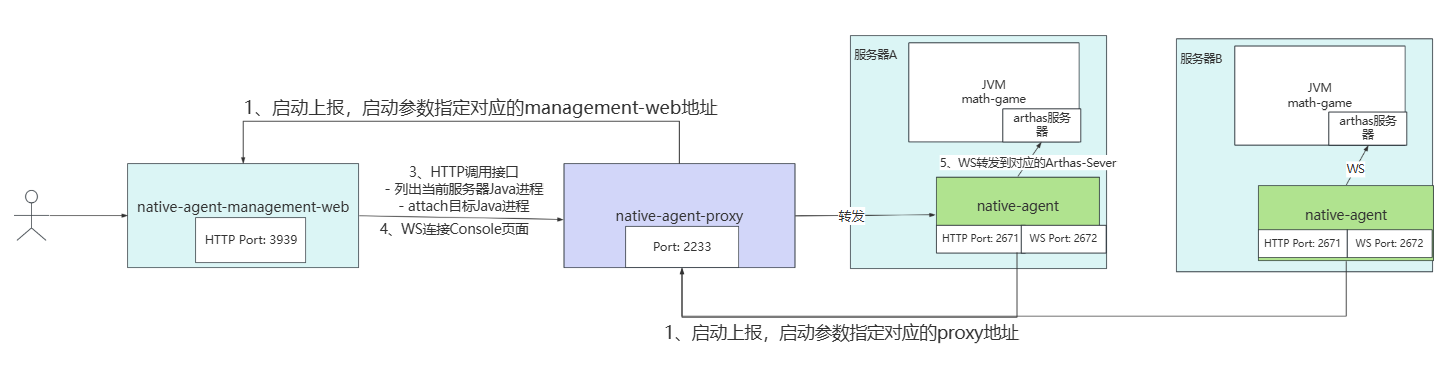 服务器A
JVM
math-game
arthas服务
器
服务器B
JVM
math-game
arthas服务
器
1、启动上报，启动参数指定对应的management-web地址
5、WS转发到对应的Arthas-Sever
WS
3、HTTP调用接口
- 列出当前服务器Java进程
- attach目标Java进程
4、WS连接Console页面
native-agent-management-web
HTTP Port: 3939
native-agent-proxy
Port: 2233
转发
native-agent
HTTP Port: 2671
WS Port: 2672
native-agent
HTTP Port: 2671
WS Port: 2672
1、启动上报，启动参数指定对应的proxy地址